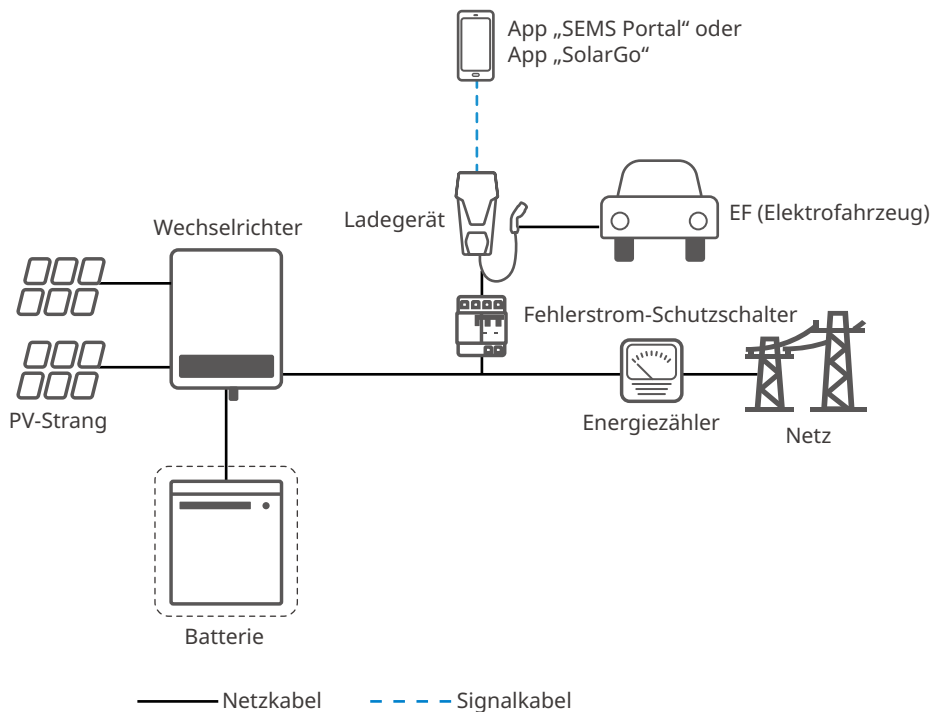 App „SEMS Portal“ oder
App „SolarGo“
Ladegerät
EF (Elektrofahrzeug)
Wechselrichter
Fehlerstrom-Schutzschalter
PV-Strang
Energiezähler
Netz
Batterie
Netzkabel
Signalkabel